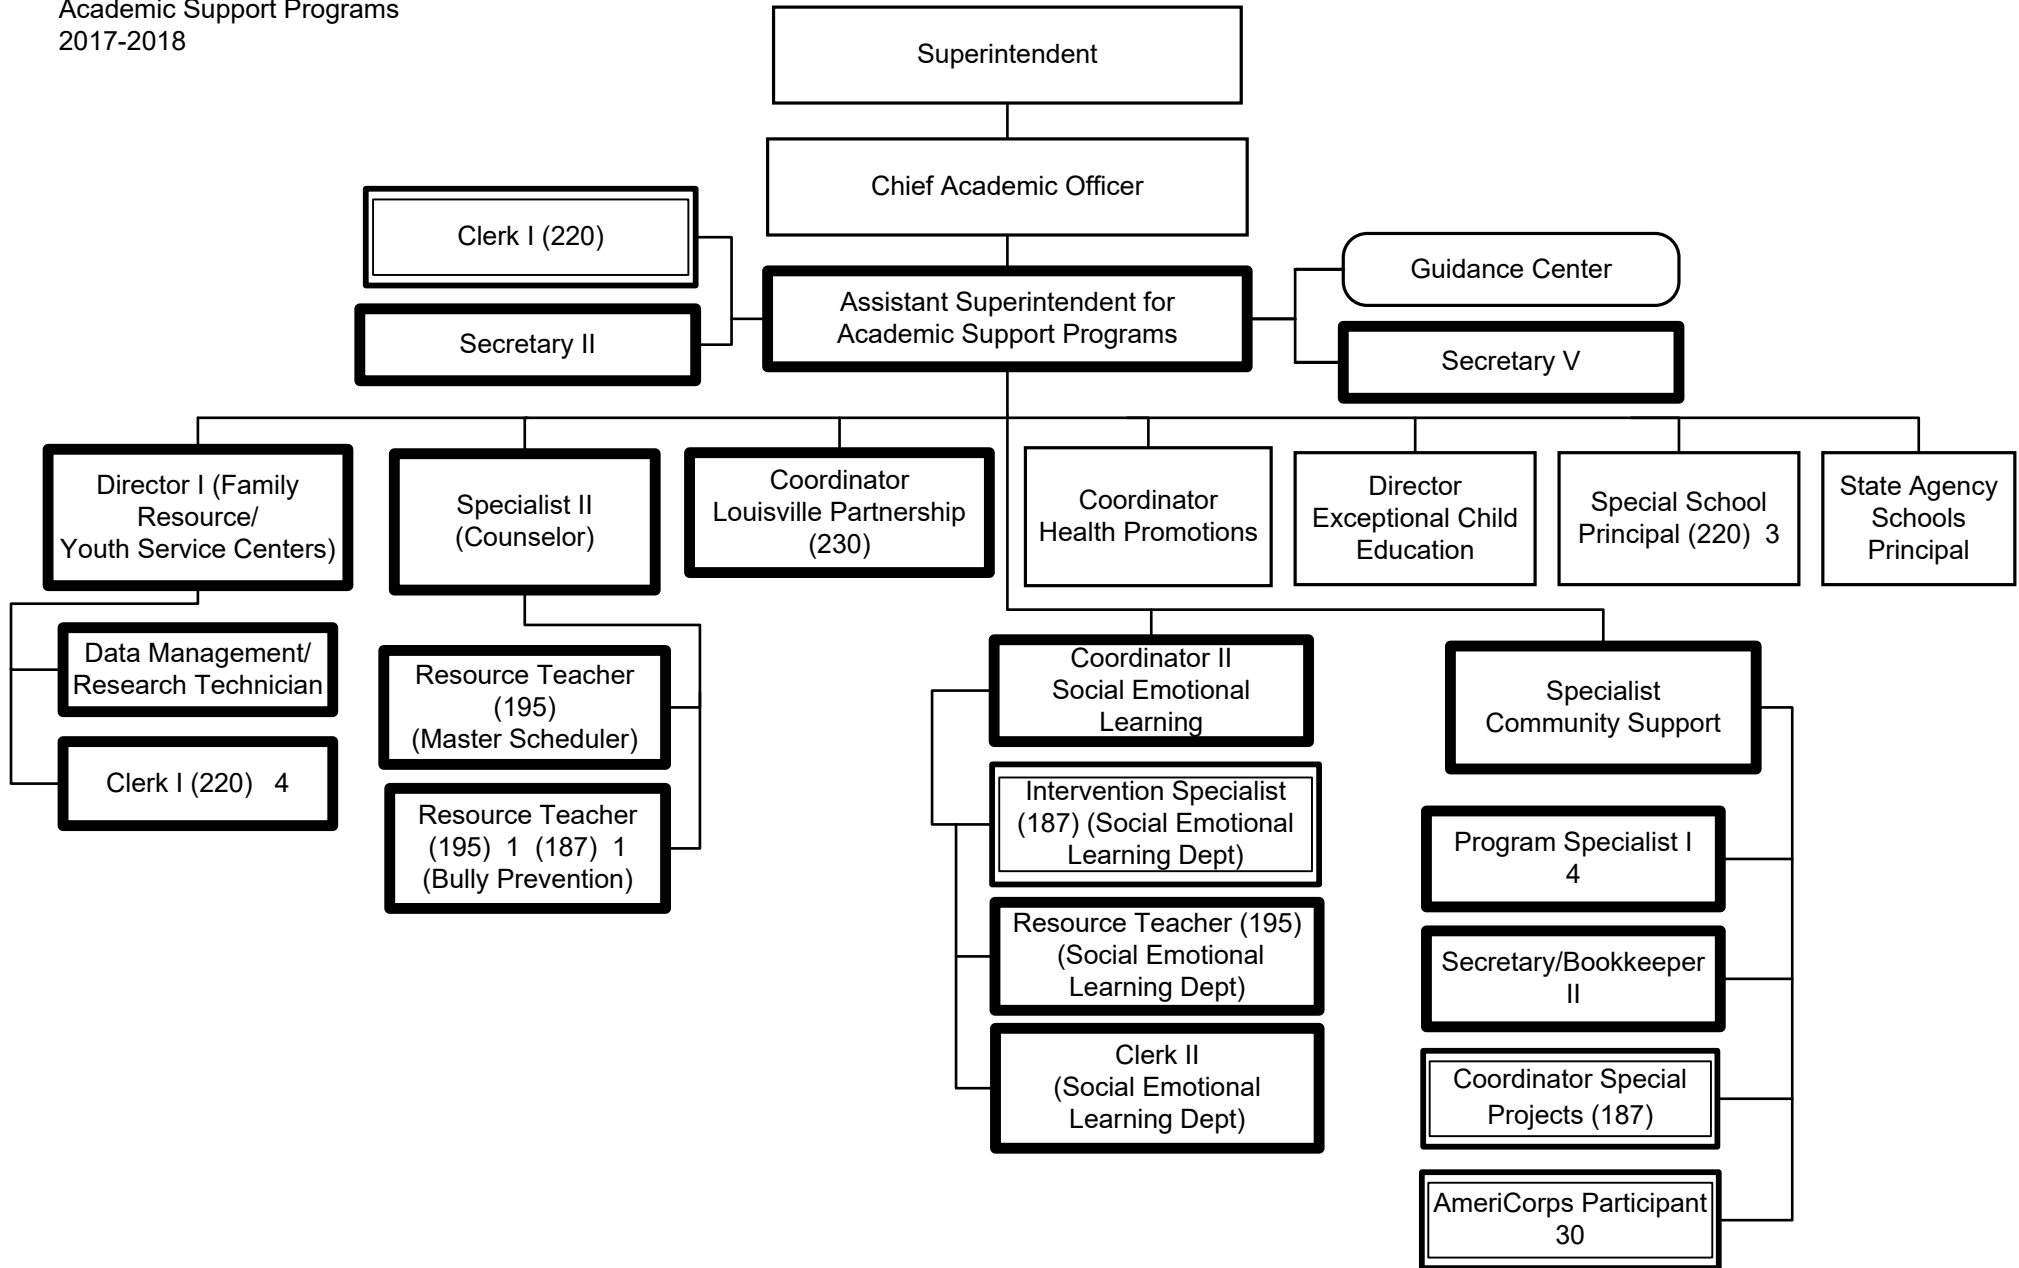 Academic Support Programs
2017-2018
Superintendent
Chief Academic Officer
Clerk I (220)
Secretary II
Assistant Superintendent for
Academic Support Programs
Guidance Center
Secretary V
Director I (Family
Resource/
Youth Service Centers)
Specialist II
(Counselor)
Coordinator
Louisville Partnership
(230)
Coordinator
Health Promotions
Director
Exceptional Child
Education
Special School
Principal (220)  3
State Agency
Schools
Principal
Data Management/
Research Technician
Clerk I (220)   4
Resource Teacher
(195)
(Master Scheduler)
Resource Teacher
(195)  1  (187)  1
(Bully Prevention)
Coordinator II
Social Emotional
Learning
Intervention Specialist
(187) (Social Emotional
Learning Dept)
Resource Teacher (195)
(Social Emotional
Learning Dept)
Clerk II
(Social Emotional
Learning Dept)
Specialist
Community Support
Program Specialist I
4
Secretary/Bookkeeper
II
Coordinator Special
Projects (187)
AmeriCorps Participant
30